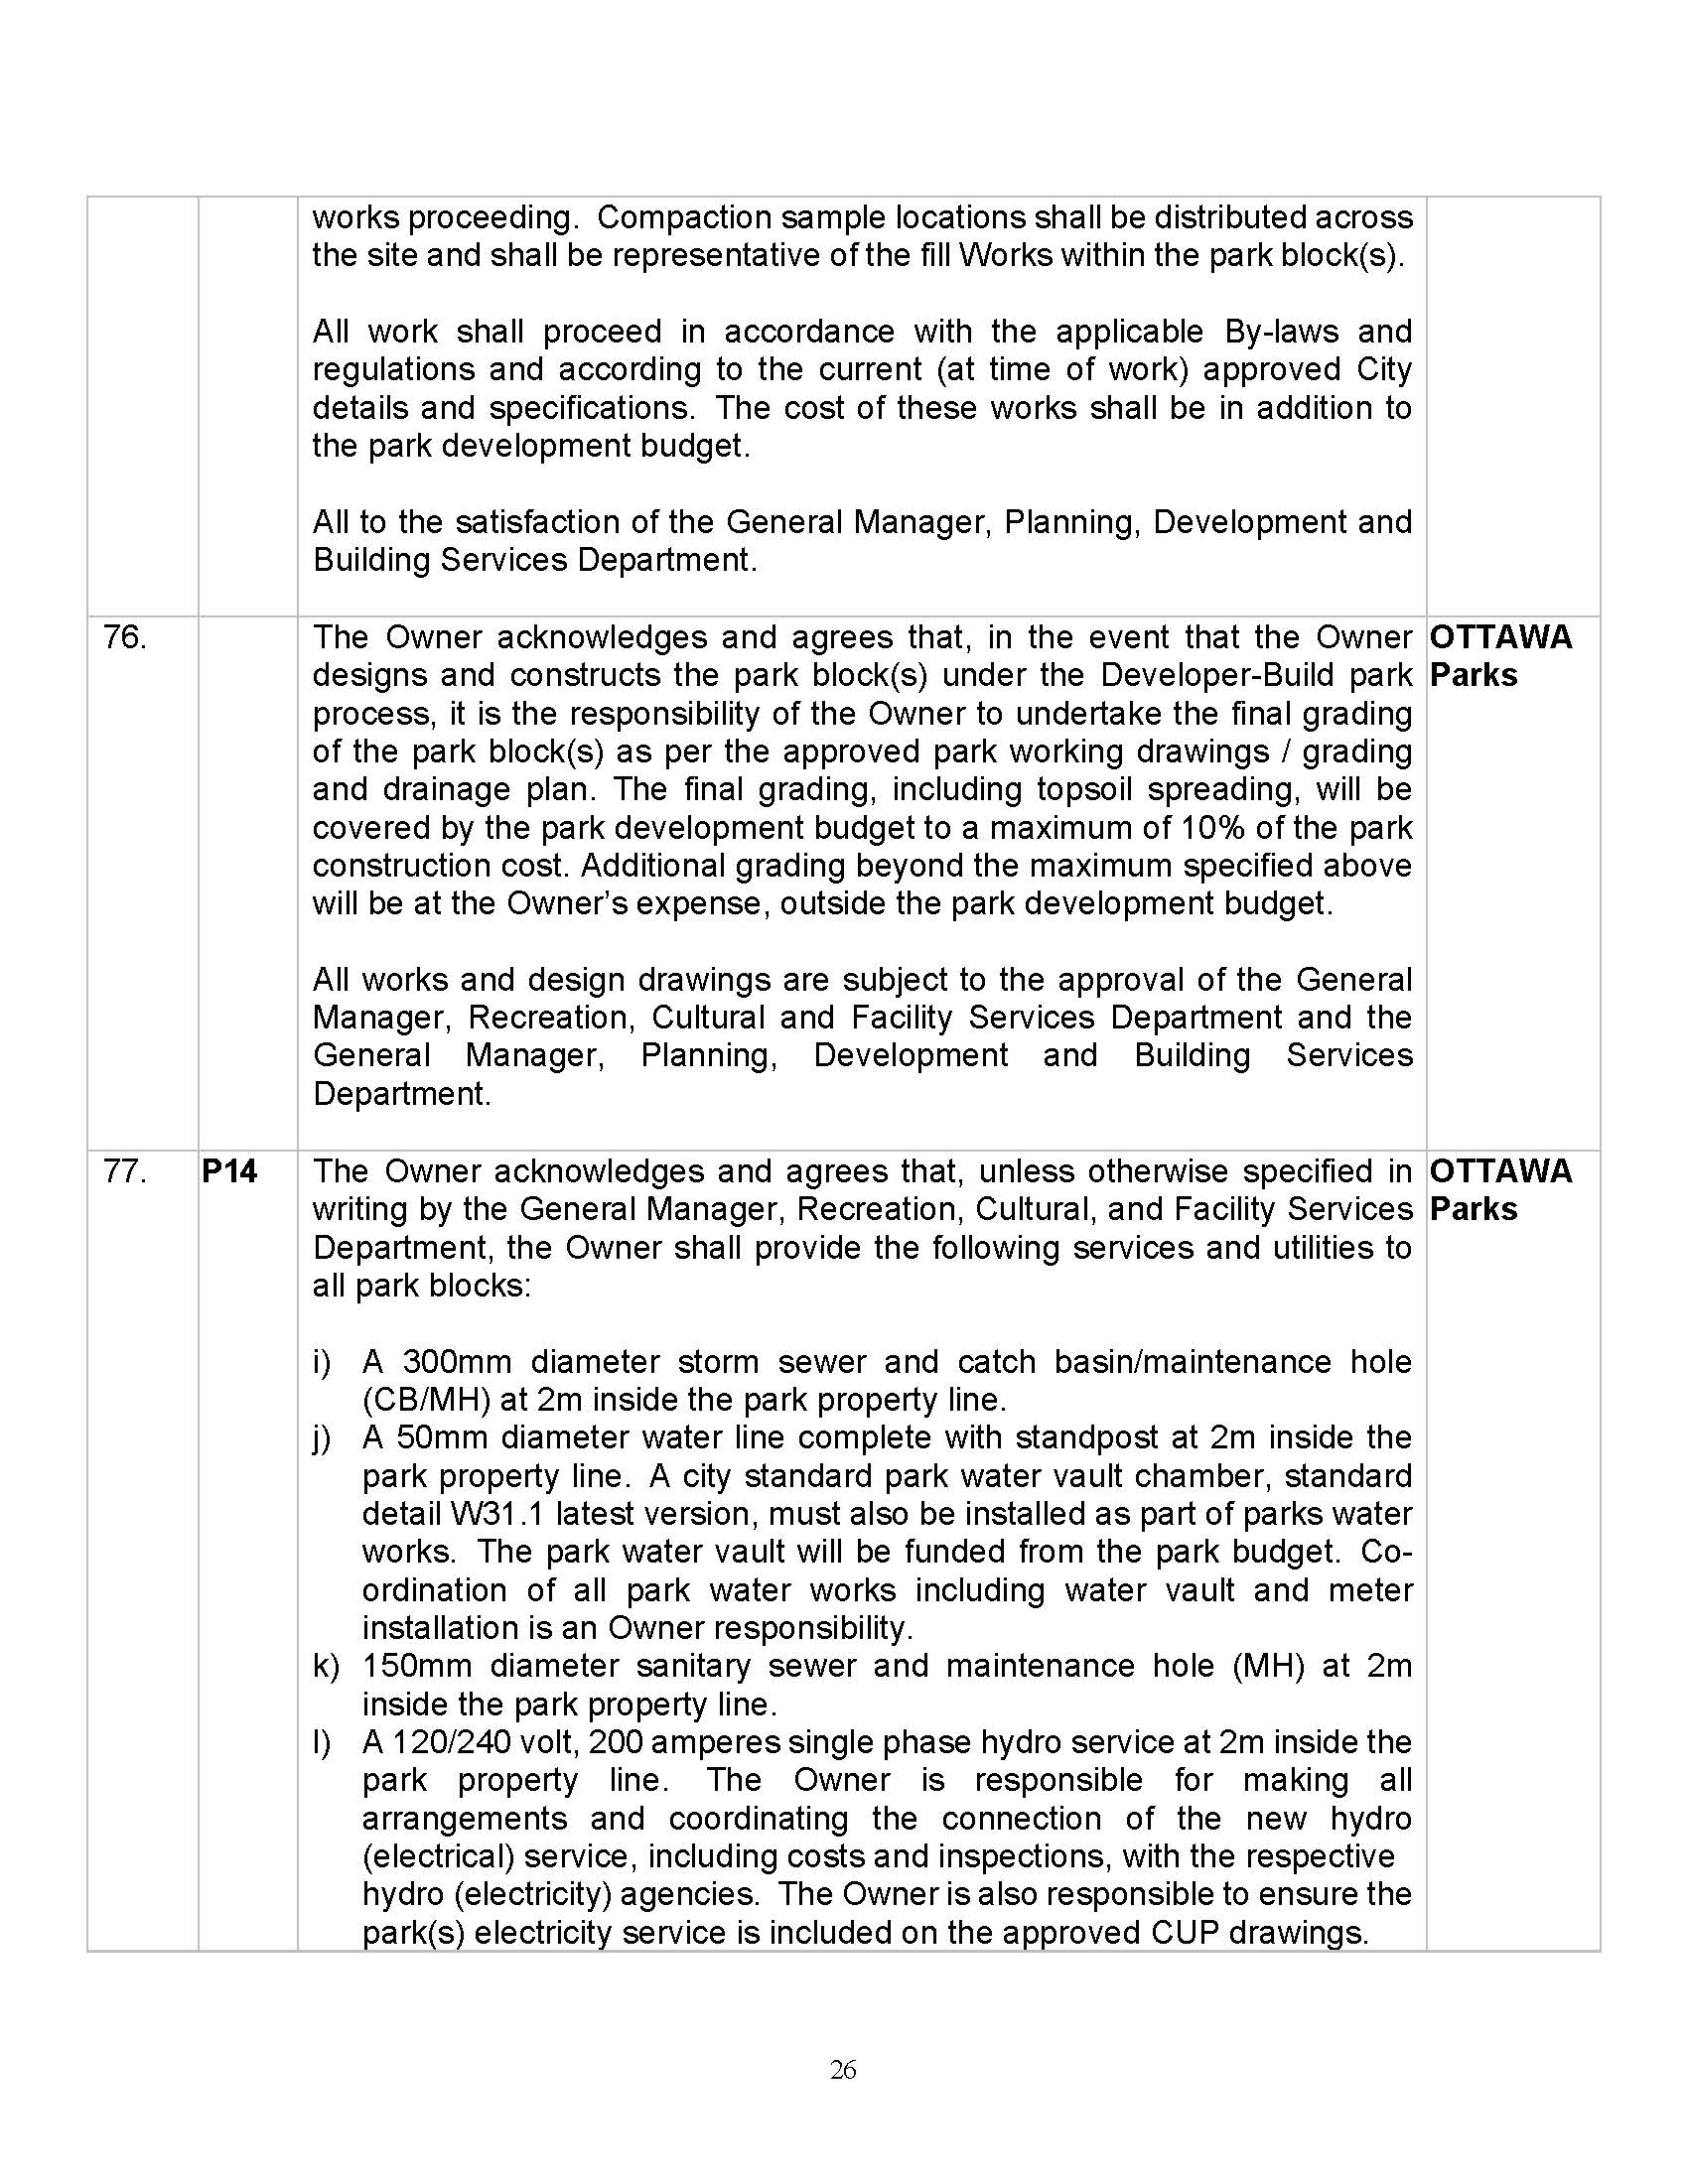 works proceeding.  Compaction sample locations shall be distributed across
the site and shall be representative of the fill Works within the park block(s).
All work shall proceed in accordance with the applicable By-laws and
regulations and according to the current (at time of work) approved City
details and specifications.  The cost of these works shall be in addition to
the park development budget.
All to the satisfaction of the General Manager, Planning, Development and
Building Services Department.
76. The Owner acknowledges and agrees that, in the event that the Owner OTTAWA
designs and constructs the park block(s) under the Developer-Build park Parks
process, it is the responsibility of the Owner to undertake the final grading
of the park block(s) as per the approved park working drawings / grading
and drainage plan. The final grading, including topsoil spreading, will be
covered by the park development budget to a maximum of 10% of the park
construction cost. Additional grading beyond the maximum specified above
will be at the Owner’s expense, outside the park development budget.
All works and design drawings are subject to the approval of the General
Manager, Recreation, Cultural and Facility Services Department and the
General Manager, Planning, Development and Building Services
Department.
77. P14 The Owner acknowledges and agrees that, unless otherwise specified in OTTAWA
writing by the General Manager, Recreation, Cultural, and Facility Services Parks
Department, the Owner shall provide the following services and utilities to
all park blocks:
i) A 300mm diameter storm sewer and catch basin/maintenance hole
(CB/MH) at 2m inside the park property line.
j) A 50mm diameter water line complete with standpost at 2m inside the
park property line.  A city standard park water vault chamber, standard
detail W31.1 latest version, must also be installed as part of parks water
works.  The park water vault will be funded from the park budget.  Co-
ordination of all park water works including water vault and meter
installation is an Owner responsibility.
k) 150mm diameter sanitary sewer and maintenance hole (MH) at 2m
inside the park property line.
l) A 120/240 volt, 200 amperes single phase hydro service at 2m inside the
park property line.  The Owner is responsible for making all
arrangements and coordinating the connection of the new hydro
(electrical) service, including costs and inspections, with the respective
hydro (electricity) agencies.  The Owner is also responsible to ensure the
park(s) electricity service is included on the approved CUP drawings.
26